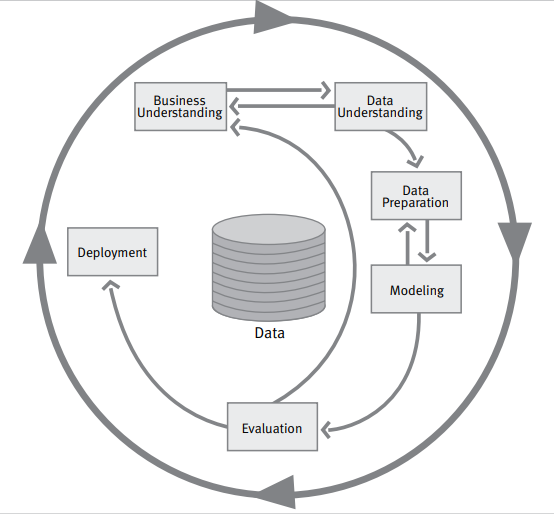 Business
Understanding
Data
Understanding
Data
Preparation
Deployment
Modeling
Data
Evaluation